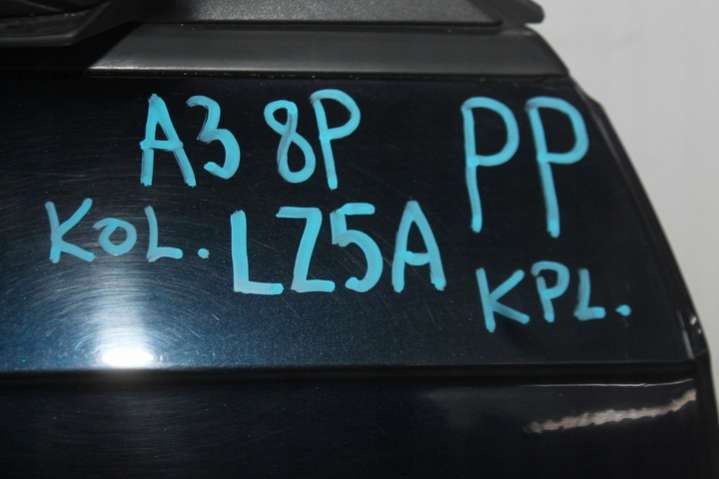 A3 8P PP
KOL. LZ5A KPL.